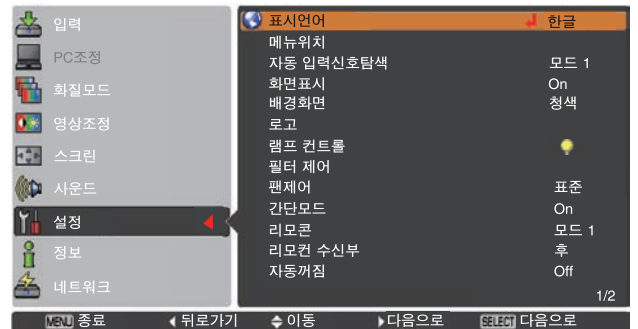 입력
PC조정
화질모드
영상조정
스크린
사운드
설정
정보
네트워크
표시언어 한글
메뉴위치
자동 입력신호탐색 모드 1
화면표시 On
배경화면 청색
로고
램프 컨트롤
필터 제어
팬제어 표준
간단모드 On
리모콘 모드 1
리모컨 수신부 후
자동꺼짐 Off
1/2
MENU 종료 뒤로가기 이동 다음으로 SELECT 다음으로